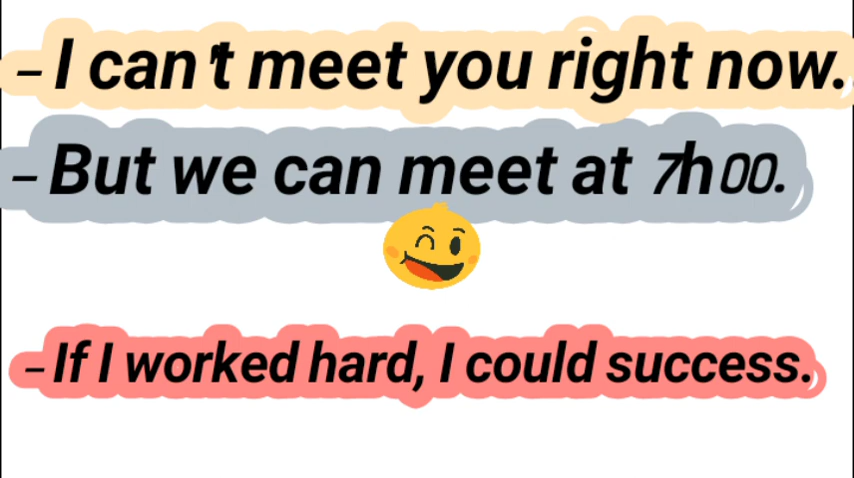 - I can't meet you right now.
- But we can meet at 7h00.
- If I worked hard, I could success.